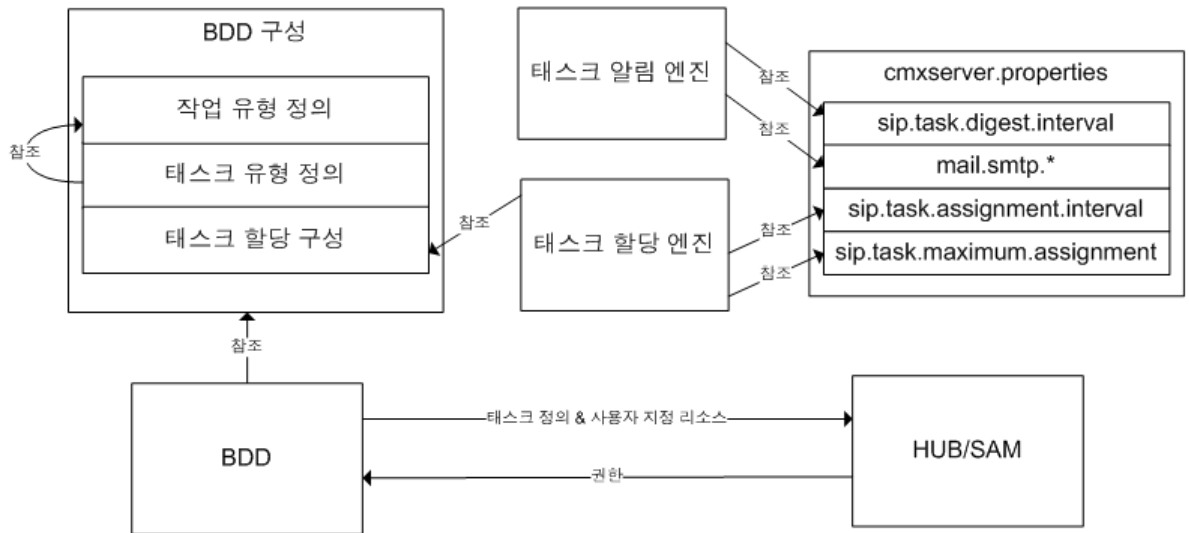 BDD 구성
작업 유형 정의
태스크 유형 정의
태스크 할당 구성
참조
태스크 알림 엔진
태스크 할당 엔진
참조
참조
참조
참조
참조
cmxserver.properties
sip.task.digest.interval
mail.smtp.*
sip.task.assignment.interval
sip.task.maximum.assignment
참조
BDD
태스크 정의 & 사용자 지정 리소스
권한
HUB/SAM